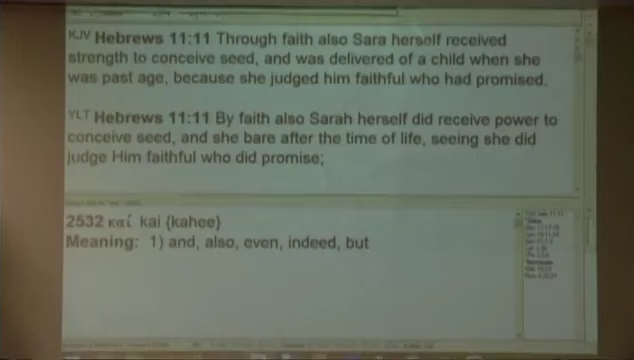 KJV Hebrews 11:11 Through faith also Sara herself received
strength to conceive seed, and was delivered of a child when she
was past age, because she judged him faithful who had promised.
YLT Hebrews 11:11 By faith also Sarah herself did receive power to
conceive seed, and she bare after the time of life, seeing she did
judge Him faithful who did promise;
2532 καί kai {kahee}
Meaning: 1) and, also, even, indeed, but